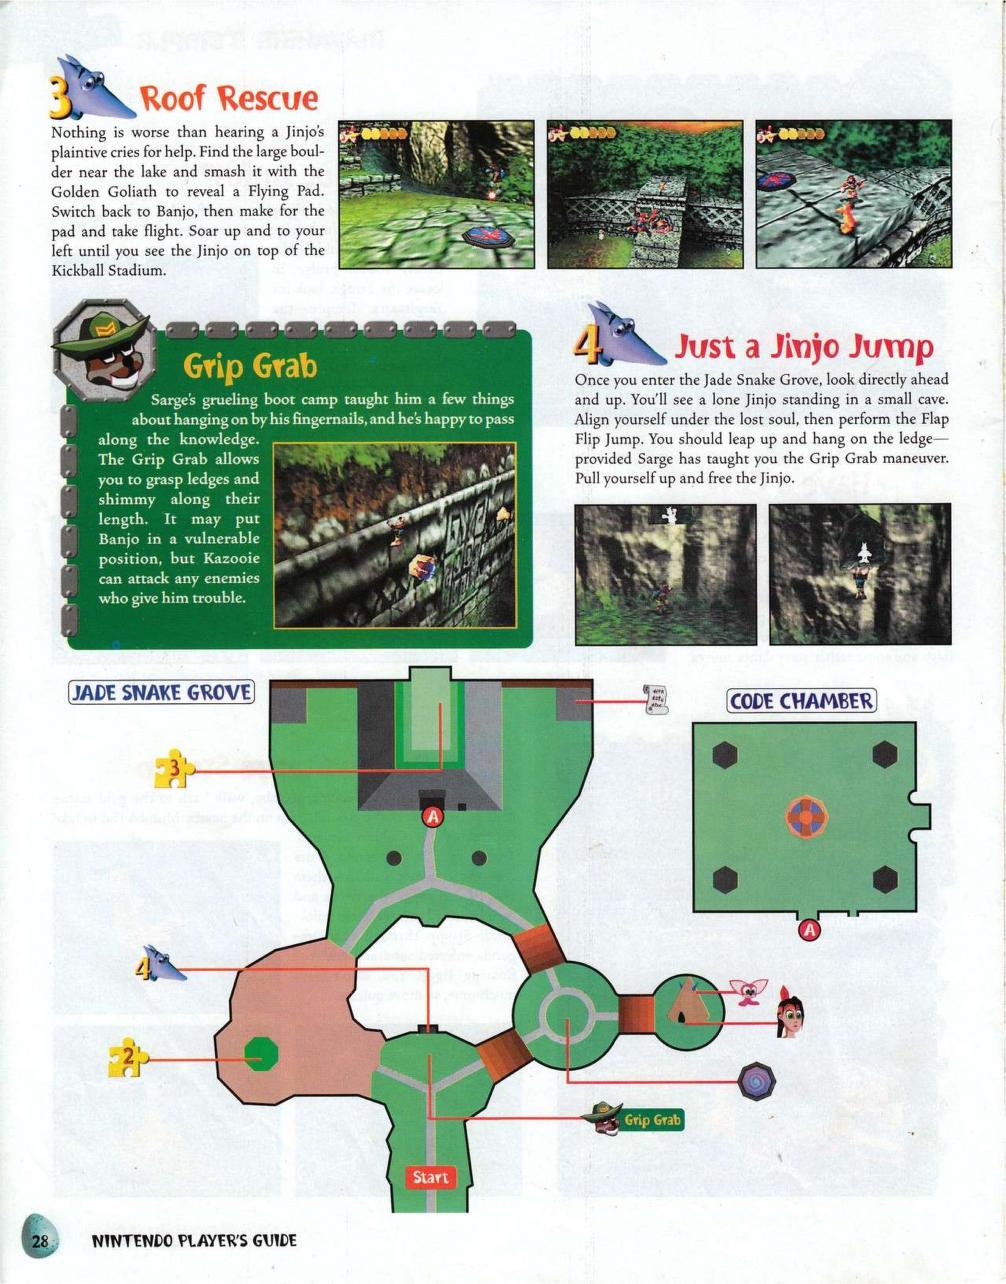 3 Roof Rescue
Nothing is worse than hearing a Jinjo's
plaintive cries for help. Find the large boul-
der near the lake and smash it with the
Golden Goliath to reveal a Flying Pad.
Switch back to Banjo, then make for the
pad and take flight. Soar up and to your
left until you see the Jinjo on top of the
Kickball Stadium.
Grip Grab
Sarge's grueling boot camp taught him a few things
about hanging on by his fingernails, and he's happy to pass
along the knowledge.
The Grip Grab allows
you to grasp ledges and
shimmy along their
length. It may put
Banjo in a vulnerable
position, but Kazooie
can attack any enemies
who give him trouble.
4 Just a Jinjo Jump
Once you enter the Jade Snake Grove, look directly ahead
and up. You'll see a lone Jinjo standing in a small cave.
Align yourself under the lost soul, then perform the Flap
Flip Jump. You should leap up and hang on the ledge—
provided Sarge has taught you the Grip Grab maneuver.
Pull yourself up and free the Jinjo.
JADE SNAKE GROVE
CODE CHAMBER
3
A
A
4
2
Grip Grab
Start
28 NINTENDO PLAYER'S GUIDE